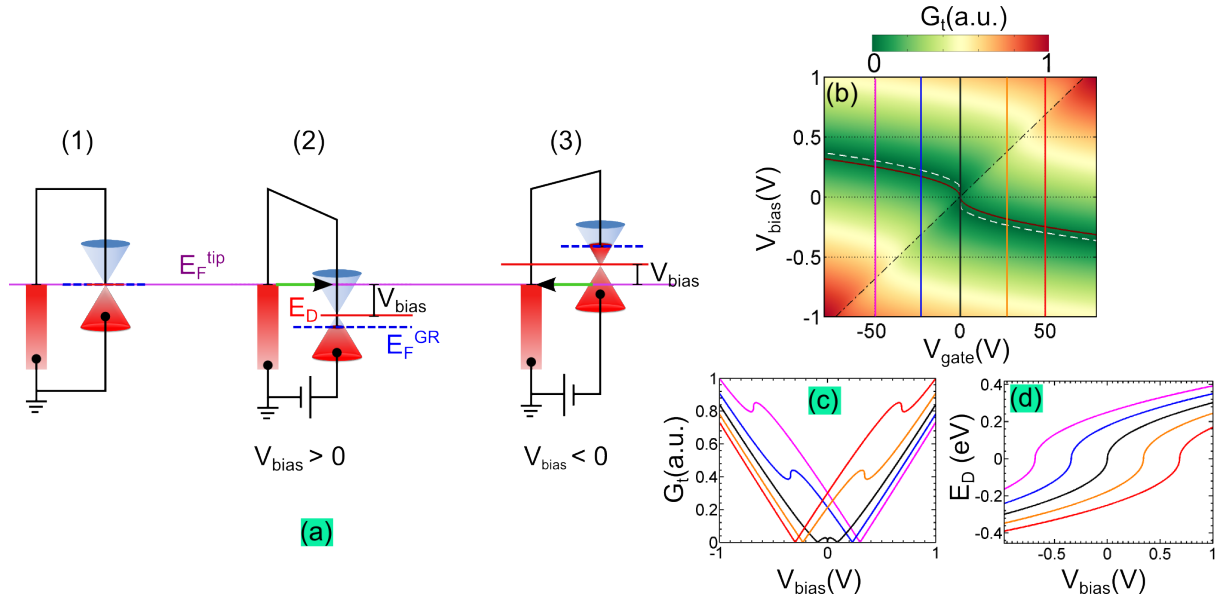 (1)
(2)
(3)
E_F^tip
E_D
V_bias
E_F^GR
V_bias
V_bias > 0
V_bias < 0
(a)
G_t(a.u.)
0
1
(b)
1
0.5
0
-0.5
-1
V_bias(V)
-50
0
50
V_gate(V)
(c)
1
0.8
0.6
0.4
0.2
0
G_t(a.u.)
-1
0
1
V_bias(V)
(d)
0.4
0.2
0
-0.2
-0.4
E_D (eV)
-0.5
0
0.5
1
V_bias(V)